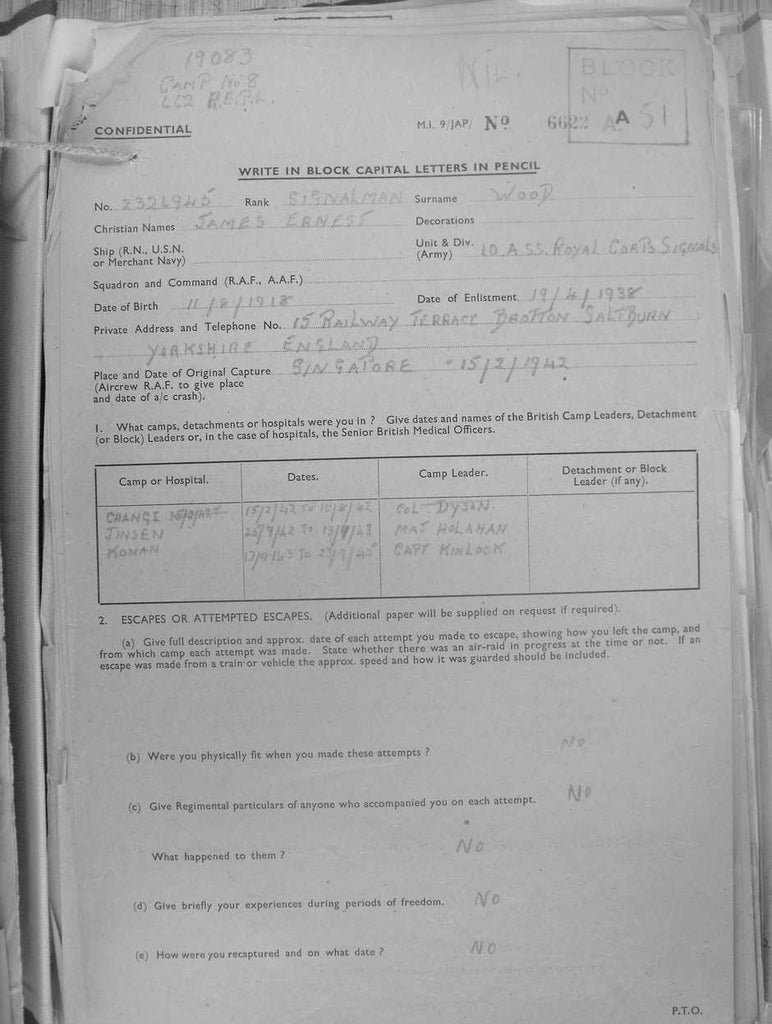 19083
CAMP No 8
662 R.E.P.L.
NIL.
BLOCK
No
A 51
CONFIDENTIAL
M.I. 9/JAP/ No 6622 A
WRITE IN BLOCK CAPITAL LETTERS IN PENCIL
No. 2326945 Rank SIGNALMAN Surname WOOD
Christian Names JAMES ERNEST Decorations
Ship (R.N., U.S.N. or Merchant Navy) Unit & Div. (Army) S.S. ROYAL CORPS SIGNALS
Squadron and Command (R.A.F., A.A.F.)
Date of Birth 11/8/1918 Date of Enlistment 19/4/1938
Private Address and Telephone No. 15 RAILWAY TERRACE BROTTON SALTBURN
YORKSHIRE ENGLAND
Place and Date of Original Capture SINGAPORE 15/2/1942
(Aircrew R.A.F. to give place
and date of a/c crash).
1. What camps, detachments or hospitals were you in ? Give dates and names of the British Camp Leaders, Detachment
(or Block) Leaders or, in the case of hospitals, the Senior British Medical Officers.
Camp or Hospital. Dates. Camp Leader. Detachment or Block Leader (if any).
CHANGI 15/2/42 TO 16/8/42 COL DYSON
JINSEN TO 13/9/43 MAJ HOLAHAN
KONAN TO CAPT KINLOCK
2. ESCAPES OR ATTEMPTED ESCAPES. (Additional paper will be supplied on request if required).
(a) Give full description and approx. date of each attempt you made to escape, showing how you left the camp, and
from which camp each attempt was made. State whether there was an air-raid in progress at the time or not. If an
escape was made from a train or vehicle the approx. speed and how it was guarded should be included.
(b) Were you physically fit when you made these attempts ? NO
(c) Give Regimental particulars of anyone who accompanied you on each attempt. NO
What happened to them ? NO
(d) Give briefly your experiences during periods of freedom. NO
(e) How were you recaptured and on what date ? NO
P.T.O.